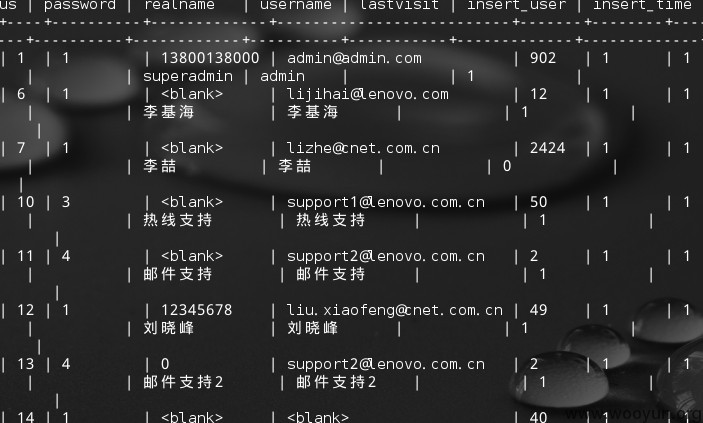 us | password | realname | username | lastvisit | insert_user | insert_time
| 1 | 1 | 13800138000 | admin@admin.com | 902 | 1 | 1
| | superadmin | admin | | 1 |
| 6 | 1 | <blank> | lijihai@lenovo.com | 12 | 1 | 1
| | 李基海 | 李基海 | | 1 |
|
| 7 | 1 | <blank> | lizhe@cnet.com.cn | 2424 | 1 | 1
| | 李喆 | 李喆 | | 0 |
|
| 10 | 3 | <blank> | support1@lenovo.com.cn | 50 | 1 | 1
| | 热线支持 | 热线支持 | | 1 |
|
| 11 | 4 | <blank> | support2@lenovo.com.cn | 2 | 1 | 1
| | 邮件支持 | 邮件支持 | | 1 |
|
| 12 | 1 | 12345678 | liu.xiaofeng@cnet.com.cn | 49 | 1 | 1
| | 刘晓峰 | 刘晓峰 | | 1 |
|
| 13 | 4 | 0 | support2@lenovo.com.cn | 2 | 1 | 1
| | 邮件支持2 | 邮件支持2 | | 1 |
|
| 14 | 1 | <blank> | <blank> | 40 | 1 | 1
www.wooyun.org